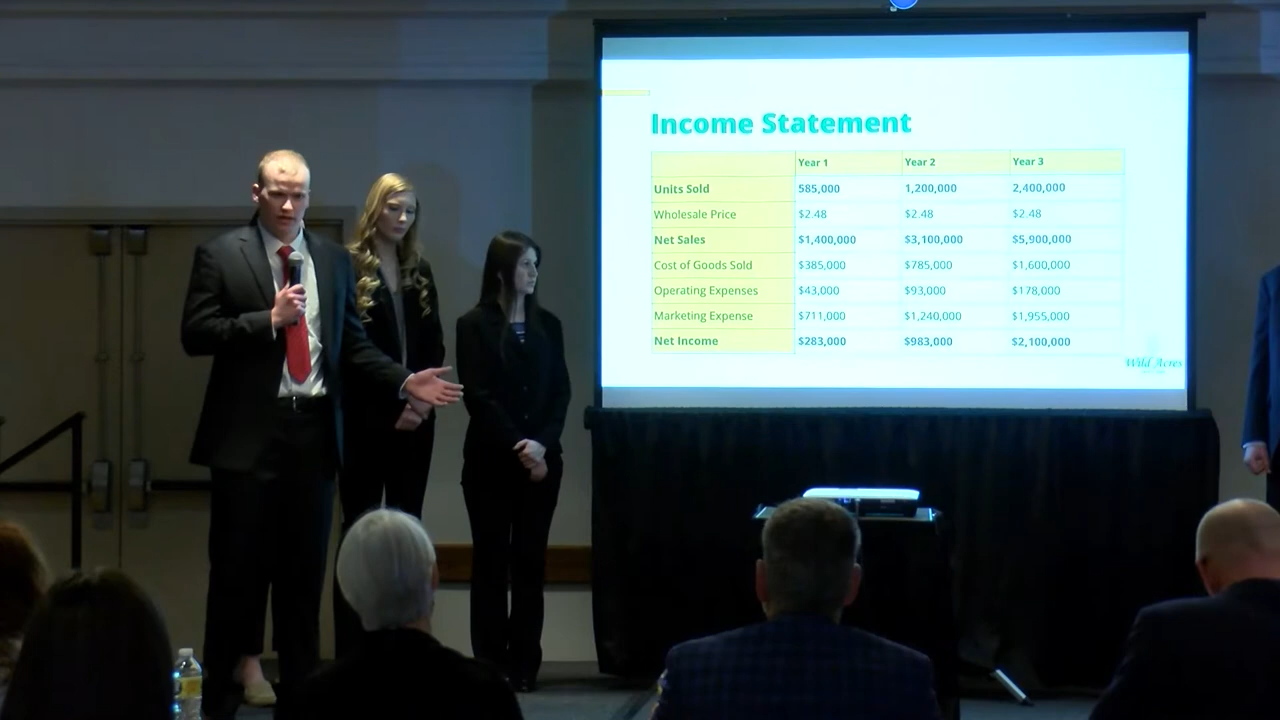 Income Statement
Year 1 Year 2 Year 3
Units Sold 585,000 1,200,000 2,400,000
Wholesale Price $2.48 $2.48 $2.48
Net Sales $1,400,000 $3,100,000 $5,900,000
Cost of Goods Sold $385,000 $785,000 $1,600,000
Operating Expenses $43,000 $93,000 $178,000
Marketing Expense $711,000 $1,240,000 $1,955,000
Net Income $283,000 $983,000 $2,100,000
Wild Acres